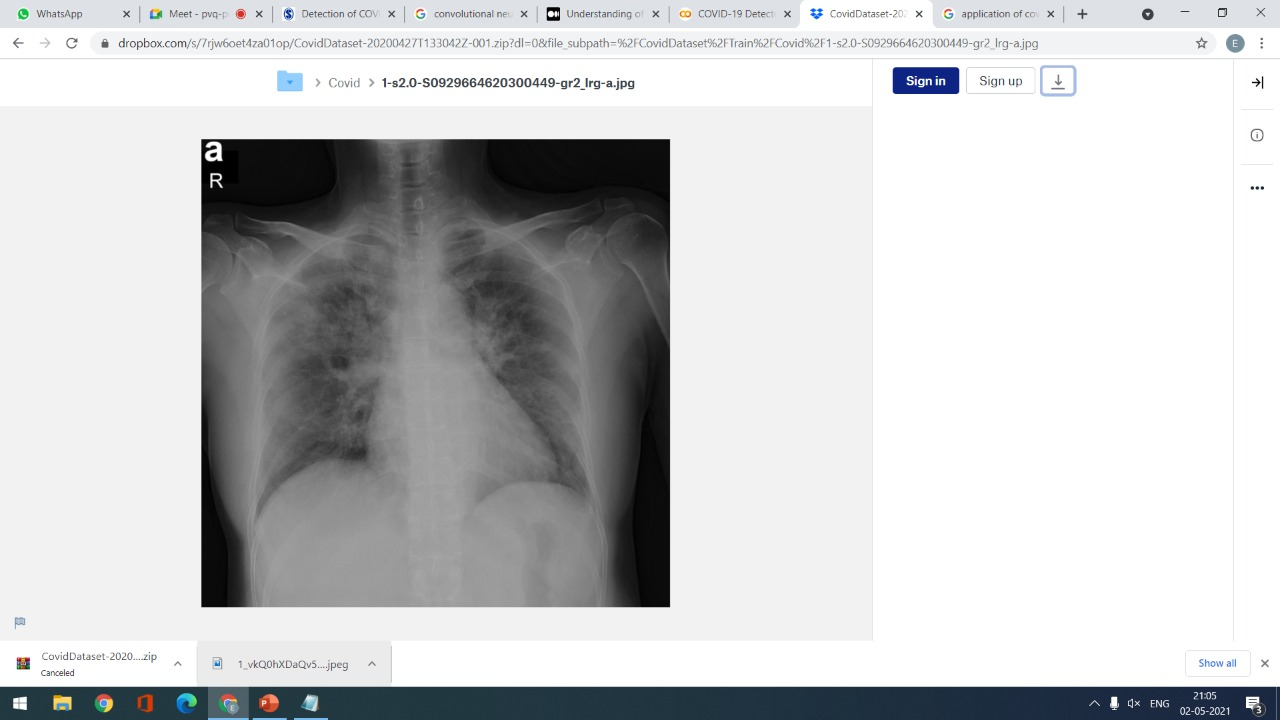 WhatsApp
Meet - pvq-p
Detection of COV
convolutional neu
Understanding of
COVID-19 Detect
CovidDataset-202
application of cov
dropbox.com/s/7rjw6oet4za01op/CovidDataset-20200427T133042Z-001.zip?dl=0&file_subpath=%2FCovidDataset%2FTrain%2FCovid%2F1-s2.0-S0929664620300449-gr2_lrg-a.jpg
E
Covid
1-s2.0-S0929664620300449-gr2_lrg-a.jpg
Sign in
Sign up
a
R
CovidDataset-2020....zip
Canceled
1_vkQ0hXDaQv5....jpeg
Show all
ENG
21:05
02-05-2021
3